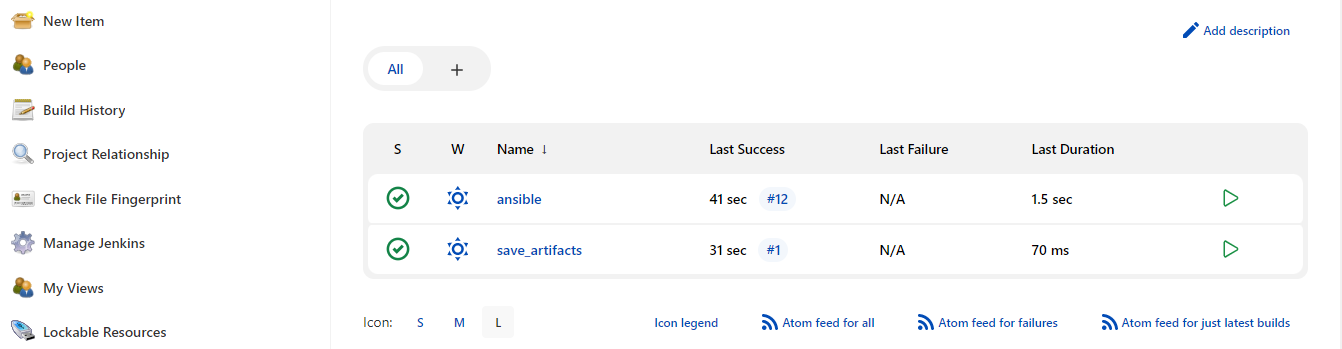 New Item
People
Build History
Project Relationship
Check File Fingerprint
Manage Jenkins
My Views
Lockable Resources
Add description
All +
S W Name ↓ Last Success Last Failure Last Duration
ansible 41 sec #12 N/A 1.5 sec
save_artifacts 31 sec #1 N/A 70 ms
Icon: S M L Icon legend Atom feed for all Atom feed for failures Atom feed for just latest builds